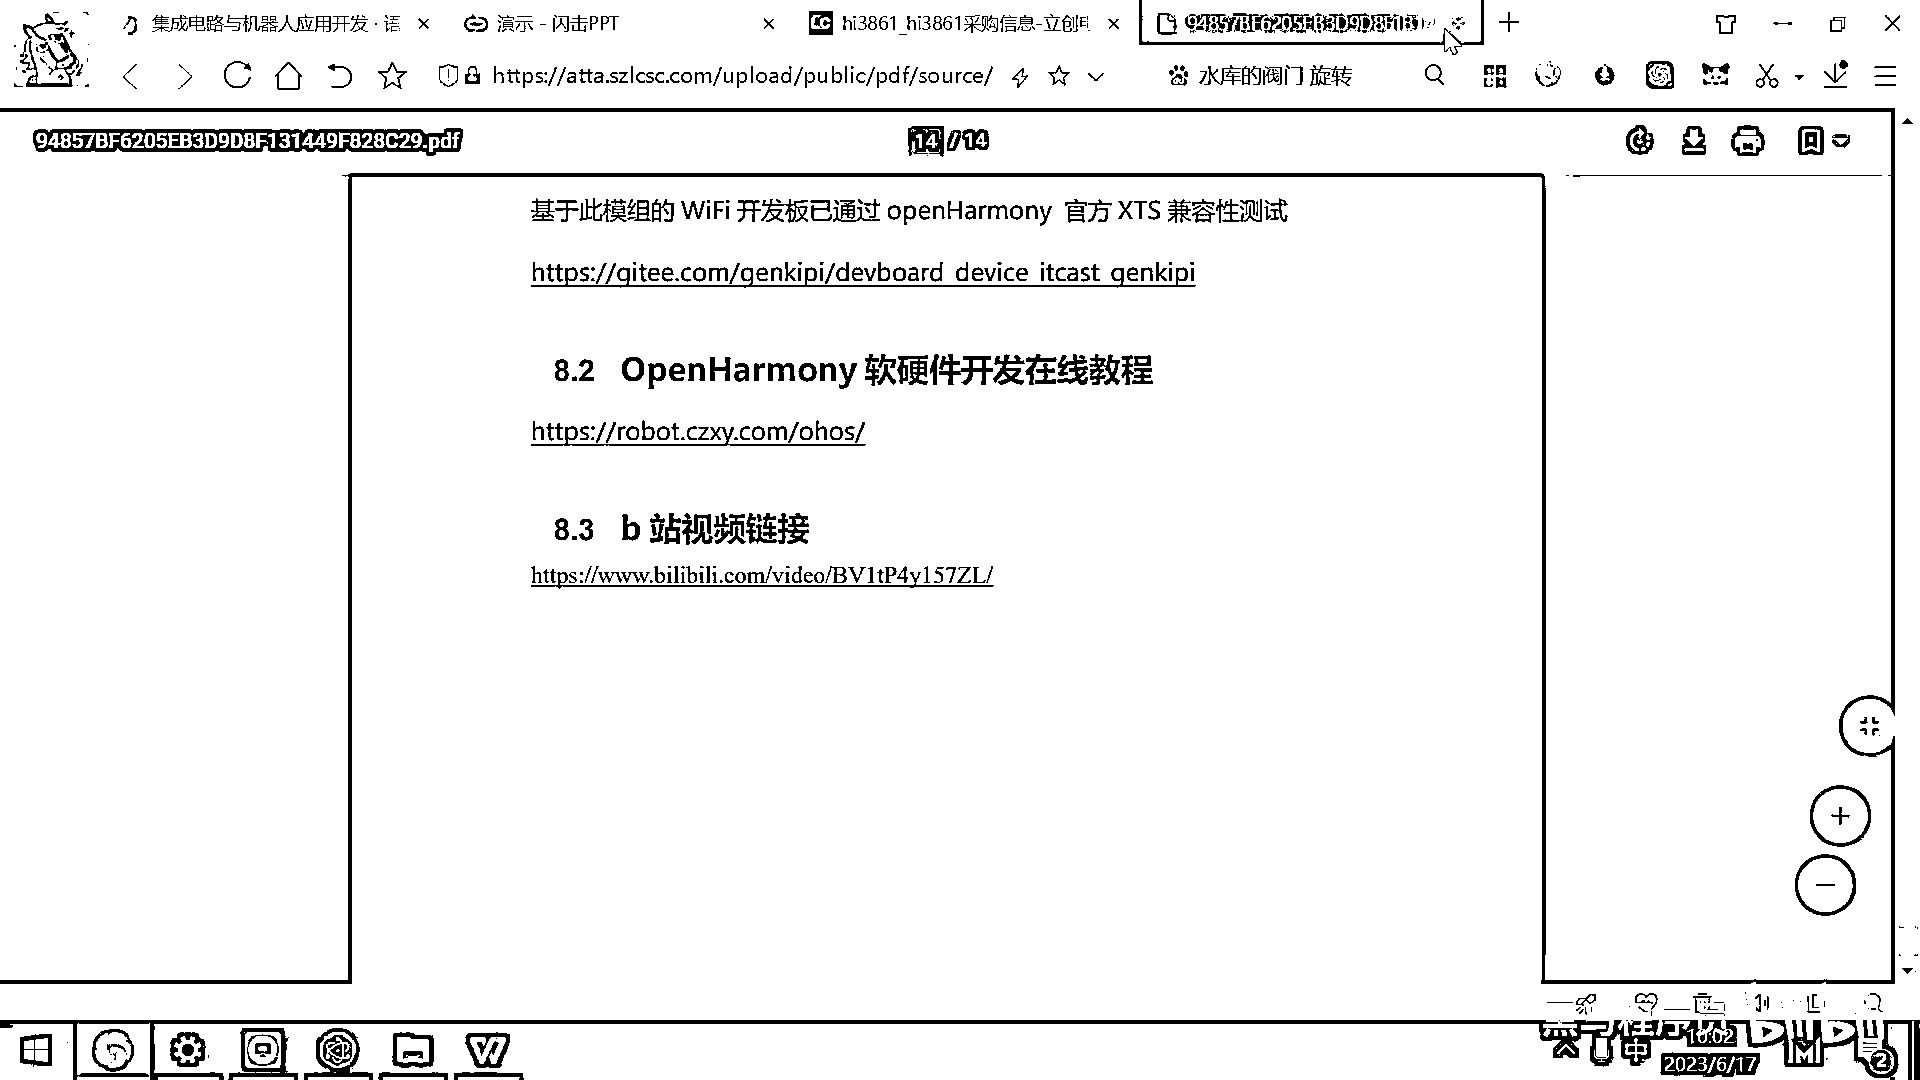 集成电路与机器人应用开发 · 语
演示 - 闪击PPT
hi3861_hi3861采购信息-立创
https://atta.szlcsc.com/upload/public/pdf/source/
水库的阀门 旋转
94857BF6205EB3D9D8F131449F828C29.pdf
14 / 14
基于此模组的 WiFi 开发板已通过 openHarmony 官方 XTS 兼容性测试
https://gitee.com/genkipi/devboard_device_itcast_genkipi
8.2 OpenHarmony 软硬件开发在线教程
https://robot.czxy.com/ohos/
8.3 b 站视频链接
https://www.bilibili.com/video/BV1tP4y157ZL/
中
10:02
2023/6/17
2